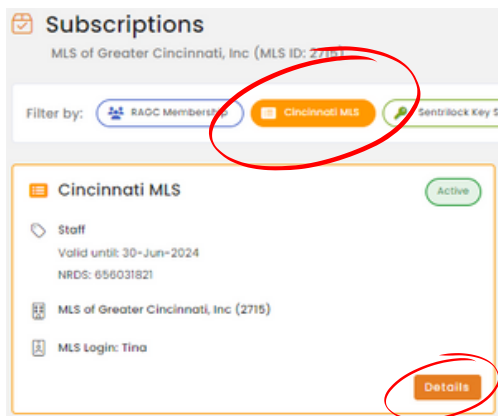 Subscriptions
MLS of Greater Cincinnati, Inc (MLS ID: 2715)
Filter by: RAGC Membership Cincinnati MLS Sentrilock Key S
Cincinnati MLS Active
Staff
Valid until: 30-Jun-2024
NRDS: 656031821
MLS of Greater Cincinnati, Inc (2715)
MLS Login: Tina
Details